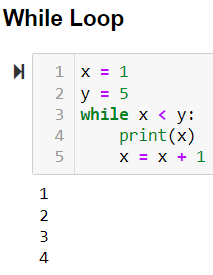 While Loop
1 x = 1
2 y = 5
3 while x < y:
4     print(x)
5     x = x + 1
1
2
3
4